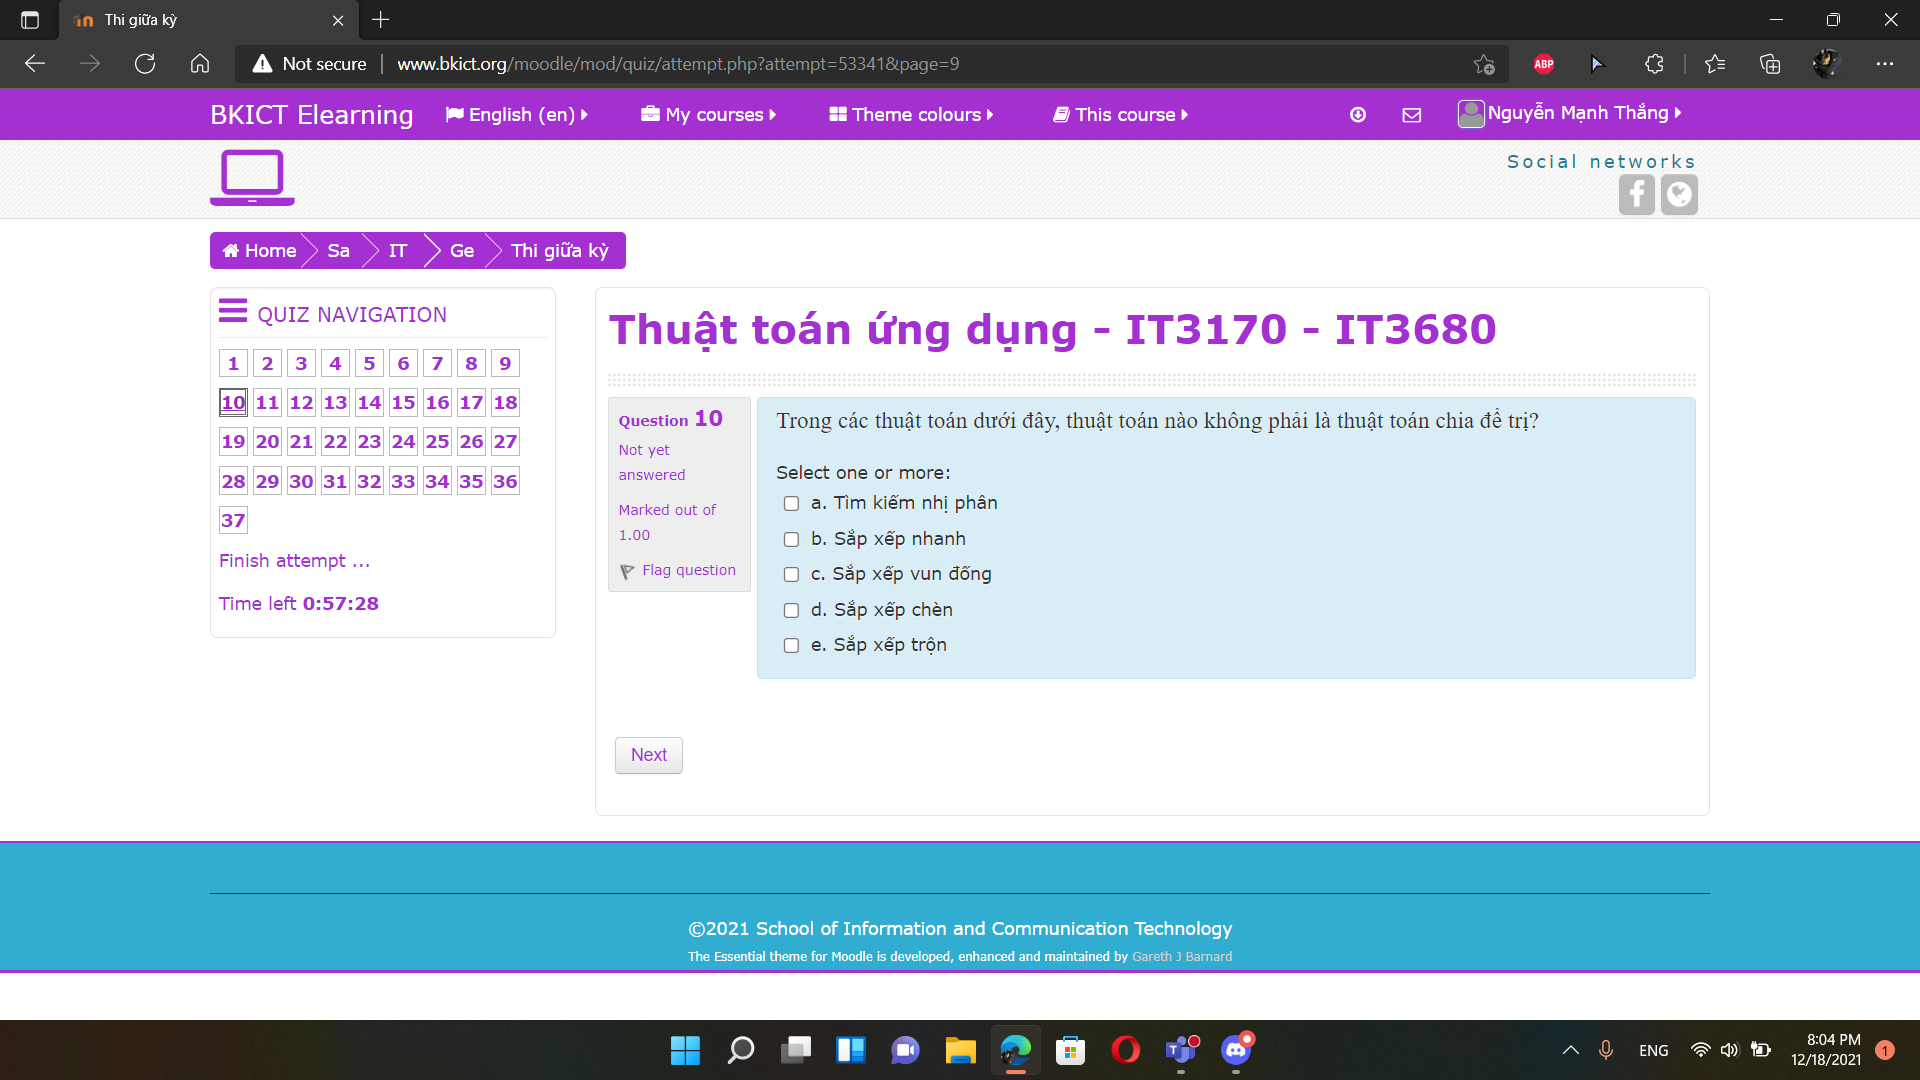 Thi giữa kỳ
Not secure
www.bkict.org/moodle/mod/quiz/attempt.php?attempt=53341&page=9
ABP
BKICT Elearning
English (en)
My courses
Theme colours
This course
Nguyễn Mạnh Thắng
Social networks
Home
Sa
IT
Ge
Thi giữa kỳ
QUIZ NAVIGATION
1 2 3 4 5 6 7 8 9
10 11 12 13 14 15 16 17 18
19 20 21 22 23 24 25 26 27
28 29 30 31 32 33 34 35 36
37
Finish attempt ...
Time left 0:57:28
Thuật toán ứng dụng - IT3170 - IT3680
Question 10
Not yet
answered
Marked out of
1.00
Flag question
Trong các thuật toán dưới đây, thuật toán nào không phải là thuật toán chia để trị?
Select one or more:
a. Tìm kiếm nhị phân
b. Sắp xếp nhanh
c. Sắp xếp vun đống
d. Sắp xếp chèn
e. Sắp xếp trộn
Next
©2021 School of Information and Communication Technology
The Essential theme for Moodle is developed, enhanced and maintained by Gareth J Barnard
ENG
8:04 PM
12/18/2021
1